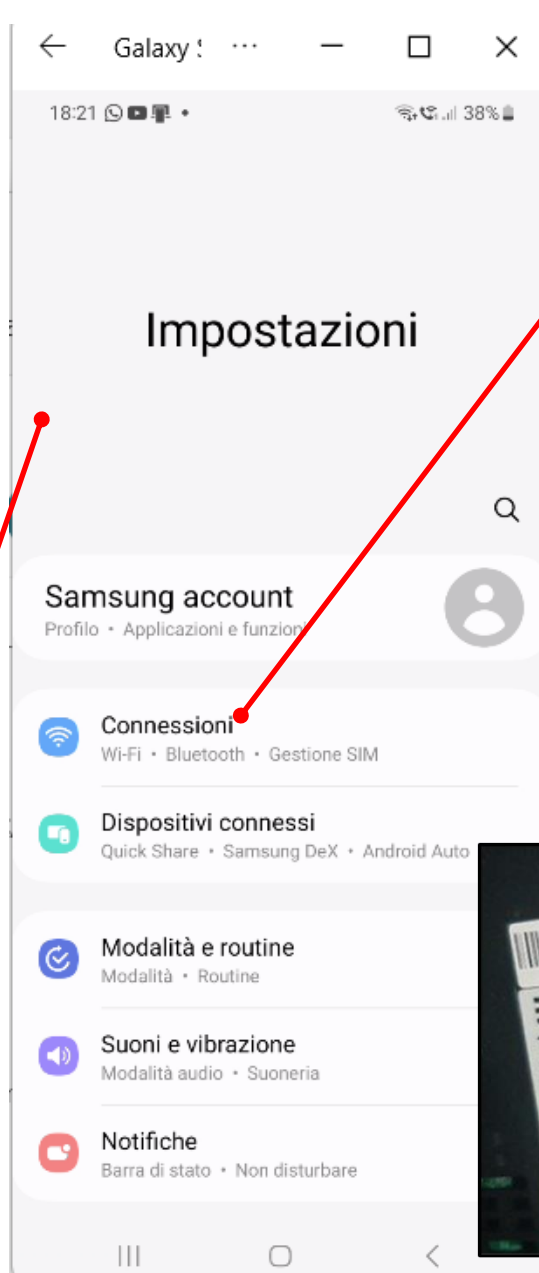 Galaxy S ...
18:21 38%
Impostazioni
Samsung account
Profilo • Applicazioni e funzioni
Connessioni
Wi-Fi • Bluetooth • Gestione SIM
Dispositivi connessi
Quick Share • Samsung DeX • Android Auto
Modalità e routine
Modalità • Routine
Suoni e vibrazione
Modalità audio • Suoneria
Notifiche
Barra di stato • Non disturbare